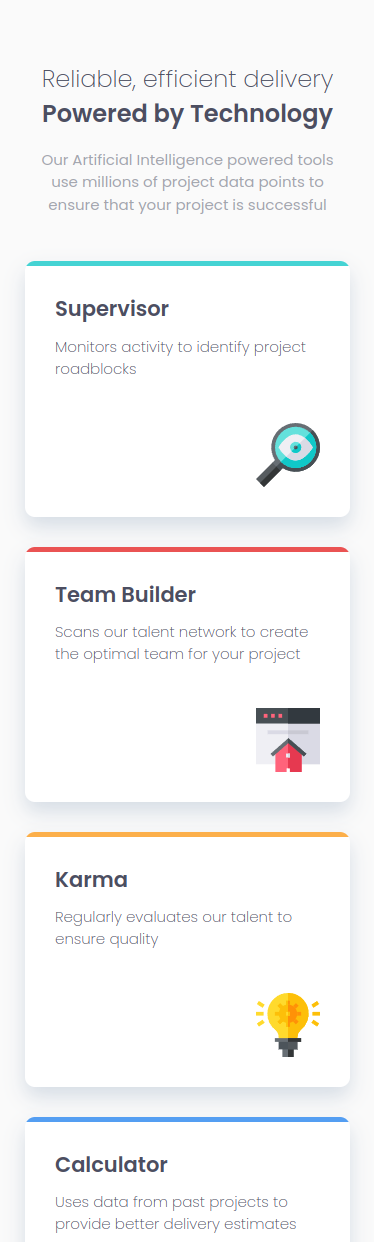 Reliable, efficient delivery
Powered by Technology
Our Artificial Intelligence powered tools
use millions of project data points to
ensure that your project is successful
Supervisor
Monitors activity to identify project
roadblocks
Team Builder
Scans our talent network to create
the optimal team for your project
Karma
Regularly evaluates our talent to
ensure quality
Calculator
Uses data from past projects to
provide better delivery estimates